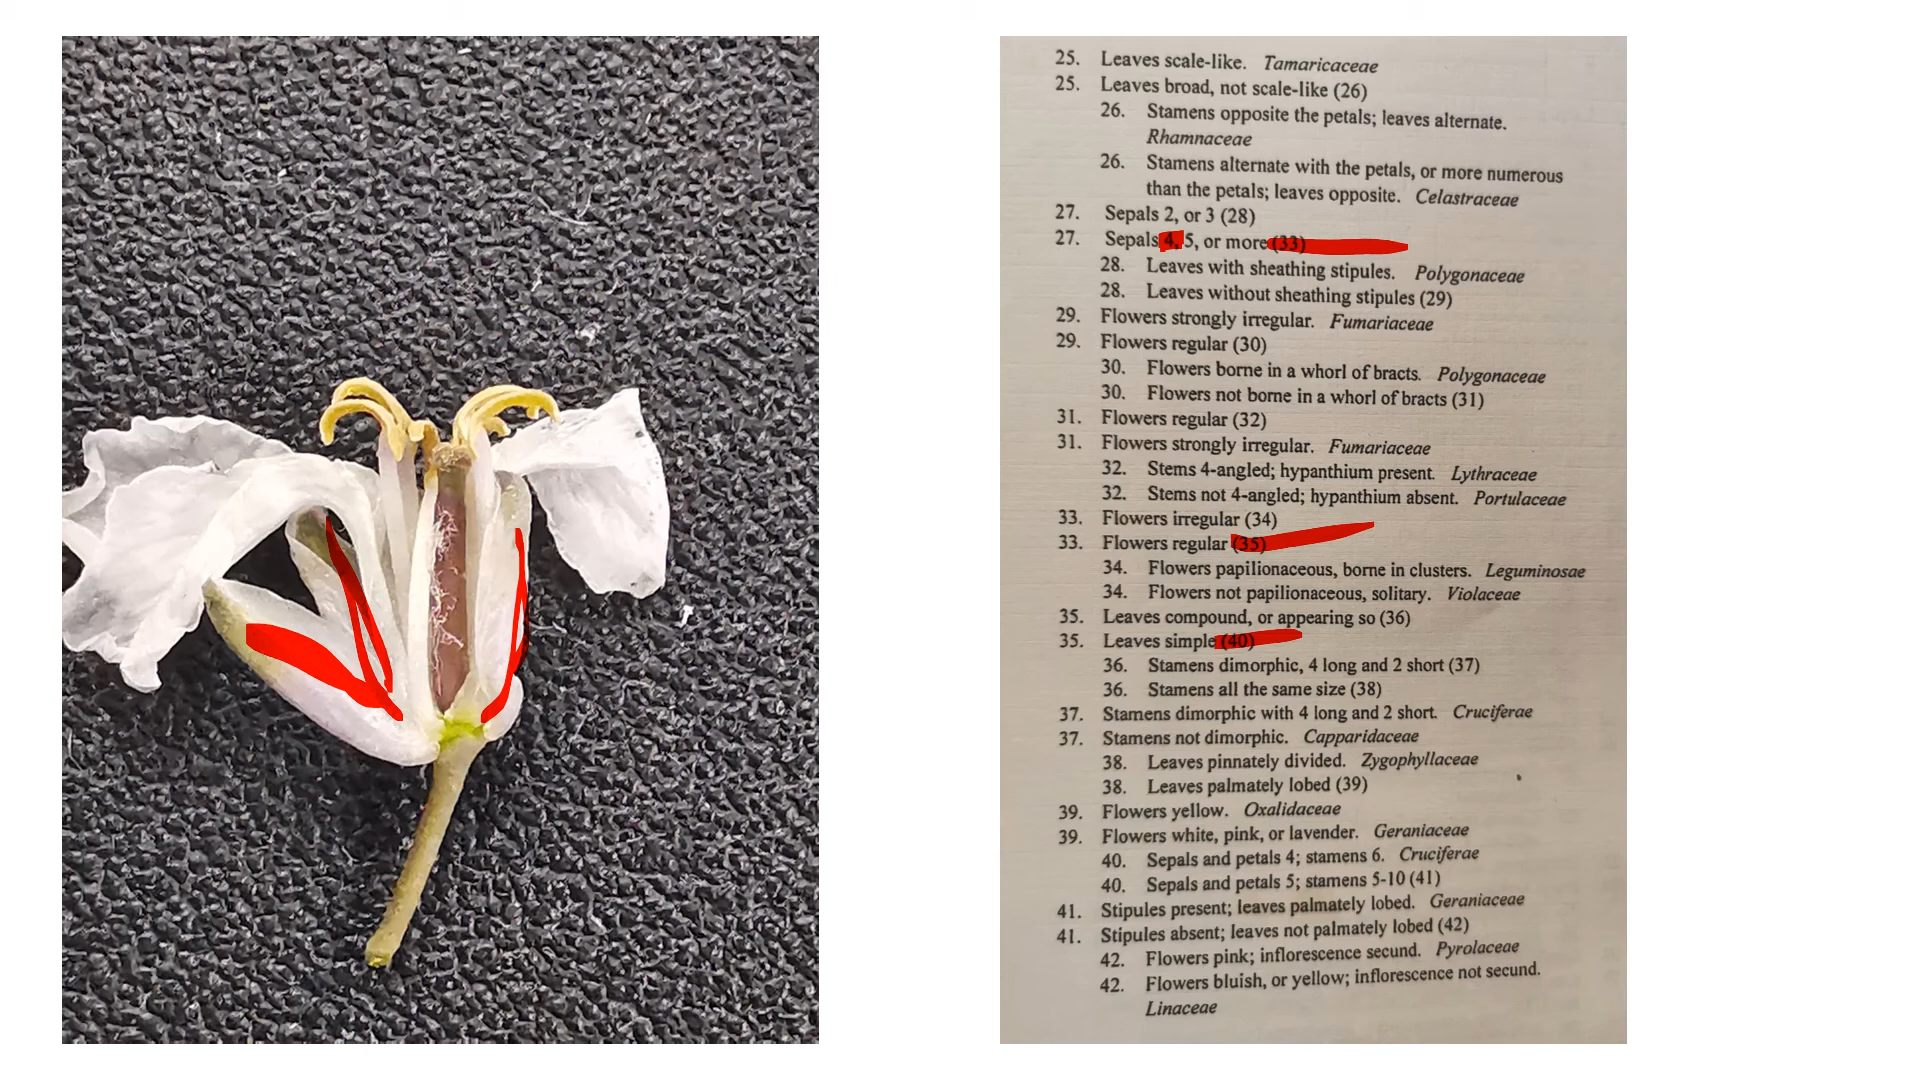 25. Leaves scale-like. Tamaricaceae
25. Leaves broad, not scale-like (26)
26. Stamens opposite the petals; leaves alternate.
Rhamnaceae
26. Stamens alternate with the petals, or more numerous
than the petals; leaves opposite. Celastraceae
27. Sepals 2, or 3 (28)
27. Sepals 4, 5, or more (33)
28. Leaves with sheathing stipules. Polygonaceae
28. Leaves without sheathing stipules (29)
29. Flowers strongly irregular. Fumariaceae
29. Flowers regular (30)
30. Flowers borne in a whorl of bracts. Polygonaceae
30. Flowers not borne in a whorl of bracts (31)
31. Flowers regular (32)
31. Flowers strongly irregular. Fumariaceae
32. Stems 4-angled; hypanthium present. Lythraceae
32. Stems not 4-angled; hypanthium absent. Portulaceae
33. Flowers irregular (34)
33. Flowers regular (35)
34. Flowers papilionaceous, borne in clusters. Leguminosae
34. Flowers not papilionaceous, solitary. Violaceae
35. Leaves compound, or appearing so (36)
35. Leaves simple (40)
36. Stamens dimorphic, 4 long and 2 short (37)
36. Stamens all the same size (38)
37. Stamens dimorphic with 4 long and 2 short. Cruciferae
37. Stamens not dimorphic. Capparidaceae
38. Leaves pinnately divided. Zygophyllaceae
38. Leaves palmately lobed (39)
39. Flowers yellow. Oxalidaceae
39. Flowers white, pink, or lavender. Geraniaceae
40. Sepals and petals 4; stamens 6. Cruciferae
40. Sepals and petals 5; stamens 5-10 (41)
41. Stipules present; leaves palmately lobed. Geraniaceae
41. Stipules absent; leaves not palmately lobed (42)
42. Flowers pink; inflorescence secund. Pyrolaceae
42. Flowers bluish, or yellow; inflorescence not secund.
Linaceae